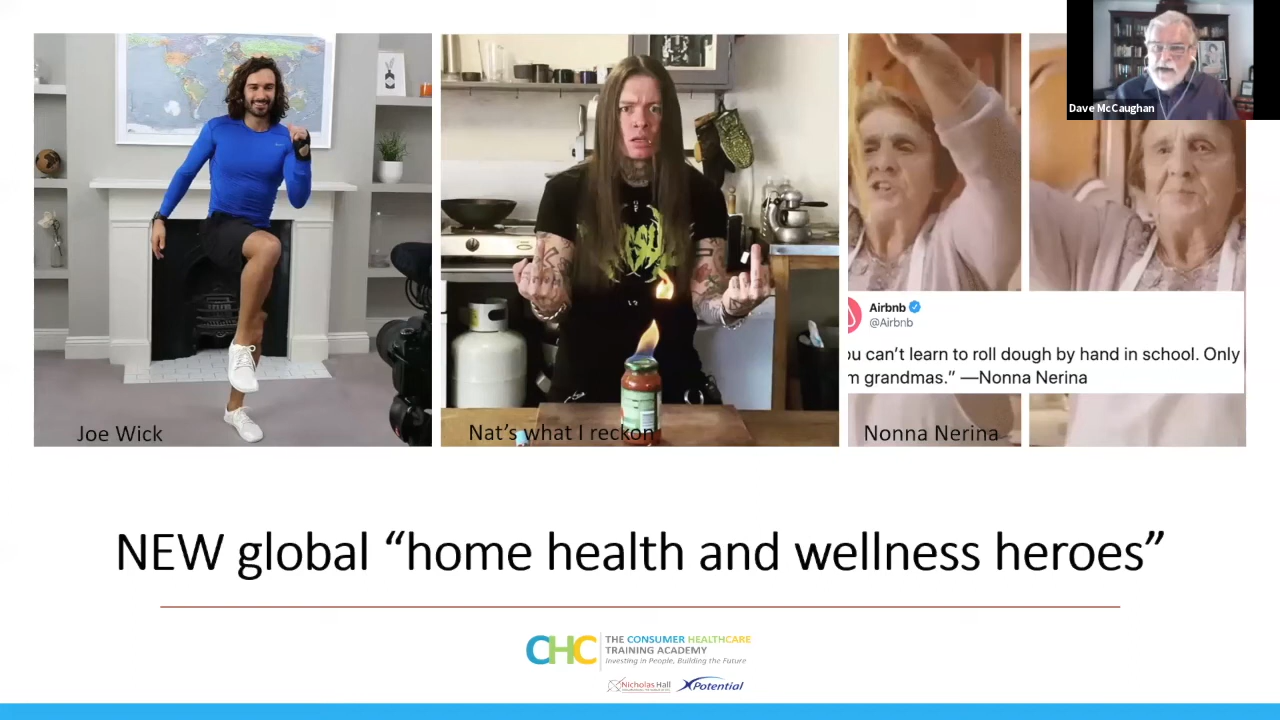 Dave McCaughan
Airbnb
@Airbnb
ou can’t learn to roll dough by hand in school. Only
m grandmas.” —Nonna Nerina
Joe Wick
Nat’s what I reckon
Nonna Nerina
NEW global “home health and wellness heroes”
CHC
THE CONSUMER HEALTHCARE
TRAINING ACADEMY
Investing in People, Building the Future
Nicholas Hall
XPotential